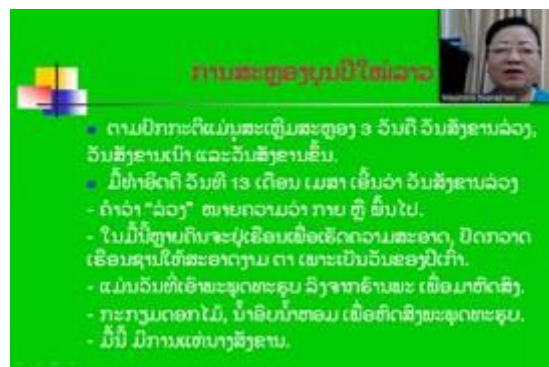 ການສະຫຼອງບຸນປີໃໝ່ລາວ
ຕາມປົກກະຕິແມ່ນສະເຫຼີມສະຫຼອງ 3 ວັນຄື ວັນສັງຂານລ່ວງ,
ວັນສັງຂານເນົາ ແລະວັນສັງຂານຂຶ້ນ.
ມື້ທຳອິດຄື ວັນທີ 13 ເດືອນ ເມສາ ເອີ້ນວ່າ ວັນສັງຂານລ່ວງ
- ຄຳວ່າ “ລ່ວງ” ໝາຍຄວາມວ່າ ກາຍ ຫຼື ພົ້ນໄປ.
- ໃນມື້ນີ້ຫຼາຍຄົນຈະຢູ່ເຮືອນເພື່ອເຮັດຄວາມສະອາດ, ປັດກວາດ
ເຮືອນຊານໃຫ້ສະອາດງາມ ຕາ ເພາະເປັນວັນຂອງປີເກົ່າ.
- ແມ່ນວັນທີ່ເອົາພະພຸດທະຮູບ ລົງຈາກຮ້ານພະ ເພື່ອມາຫົດສົງ.
- ກະກຽມດອກໄມ້, ນ້ຳອົບນ້ຳຫອມ ເພື່ອຫົດສົງພະພຸດທະຮູບ.
- ມື້ນີ້ ມີການແຫ່ນາງສັງຂານ.